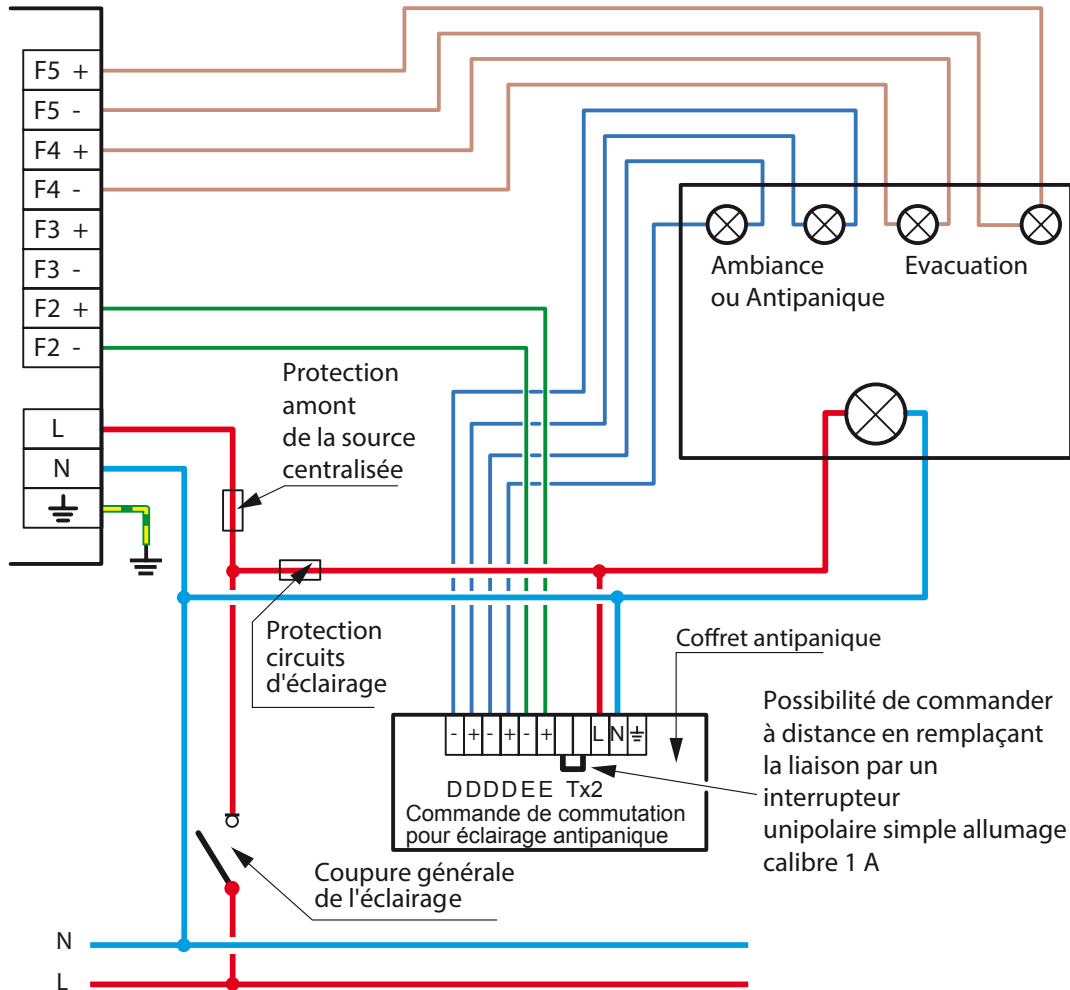 F5 +
F5 -
F4 +
F4 -
F3 +
F3 -
F2 +
F2 -
L
N
Ambiance
ou Antipanique
Evacuation
Protection
amont
de la source
centralisée
Protection
circuits
d'éclairage
Coffret antipanique
Possibilité de commander
à distance en remplaçant
la liaison par un
interrupteur
unipolaire simple allumage
calibre 1 A
- + - + - + L N
DDDDEE Tx2
Commande de commutation
pour éclairage antipanique
Coupure générale
de l'éclairage
N
L